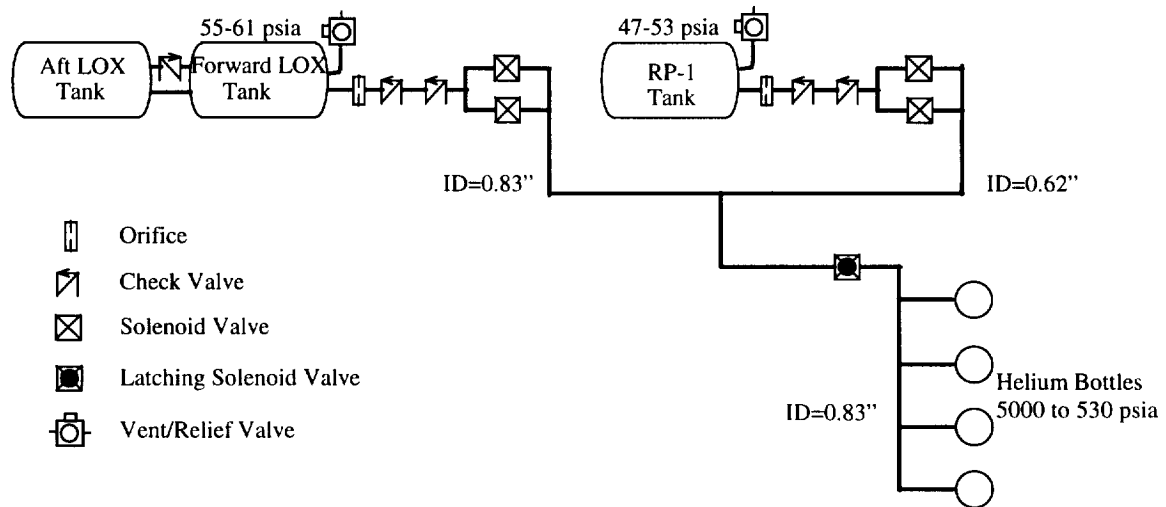 55-61 psia
47-53 psia
Aft LOX
Tank
Forward LOX
Tank
RP-1
Tank
ID=0.83”
ID=0.62”
Orifice
Check Valve
Solenoid Valve
Latching Solenoid Valve
Vent/Relief Valve
Helium Bottles
5000 to 530 psia
ID=0.83”